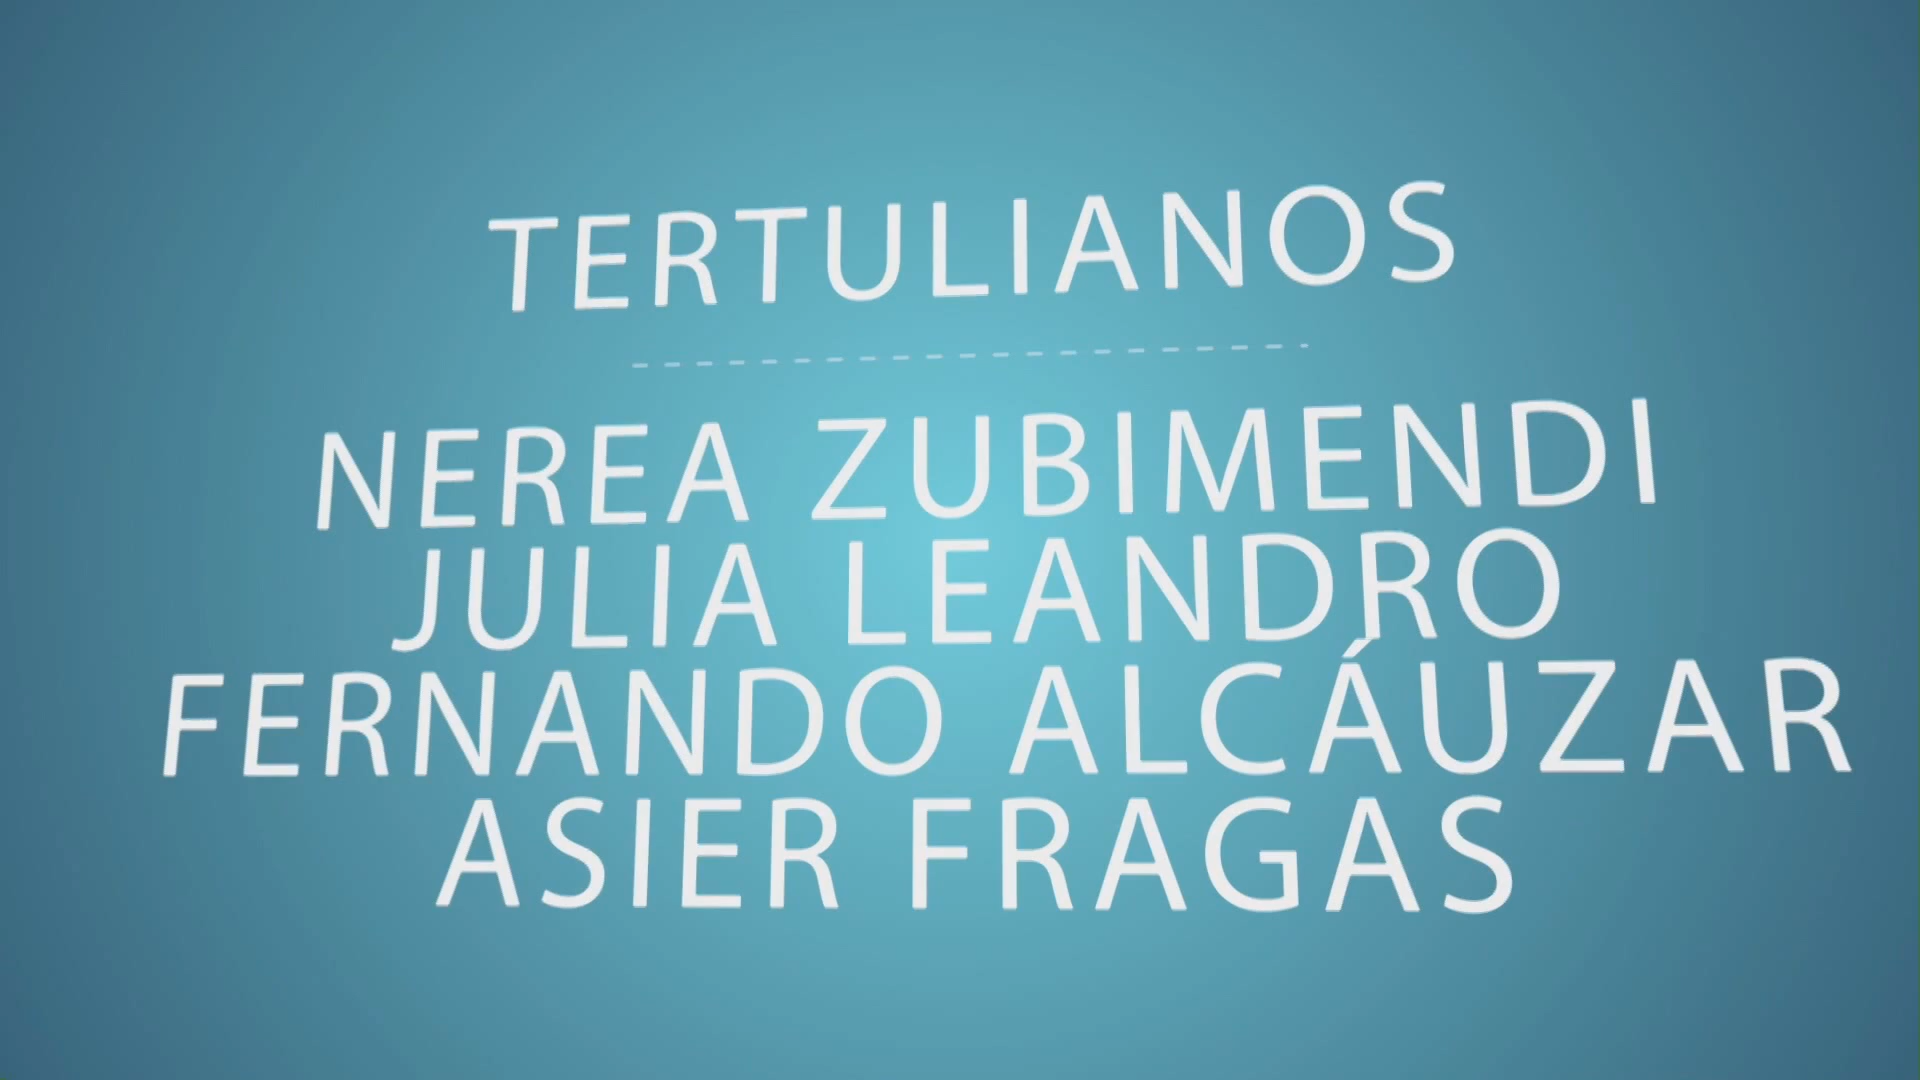 TERTULIANOS
NEREA ZUBIMENDI
JULIA LEANDRO
FERNANDO ALCÁUZAR
ASIER FRAGAS